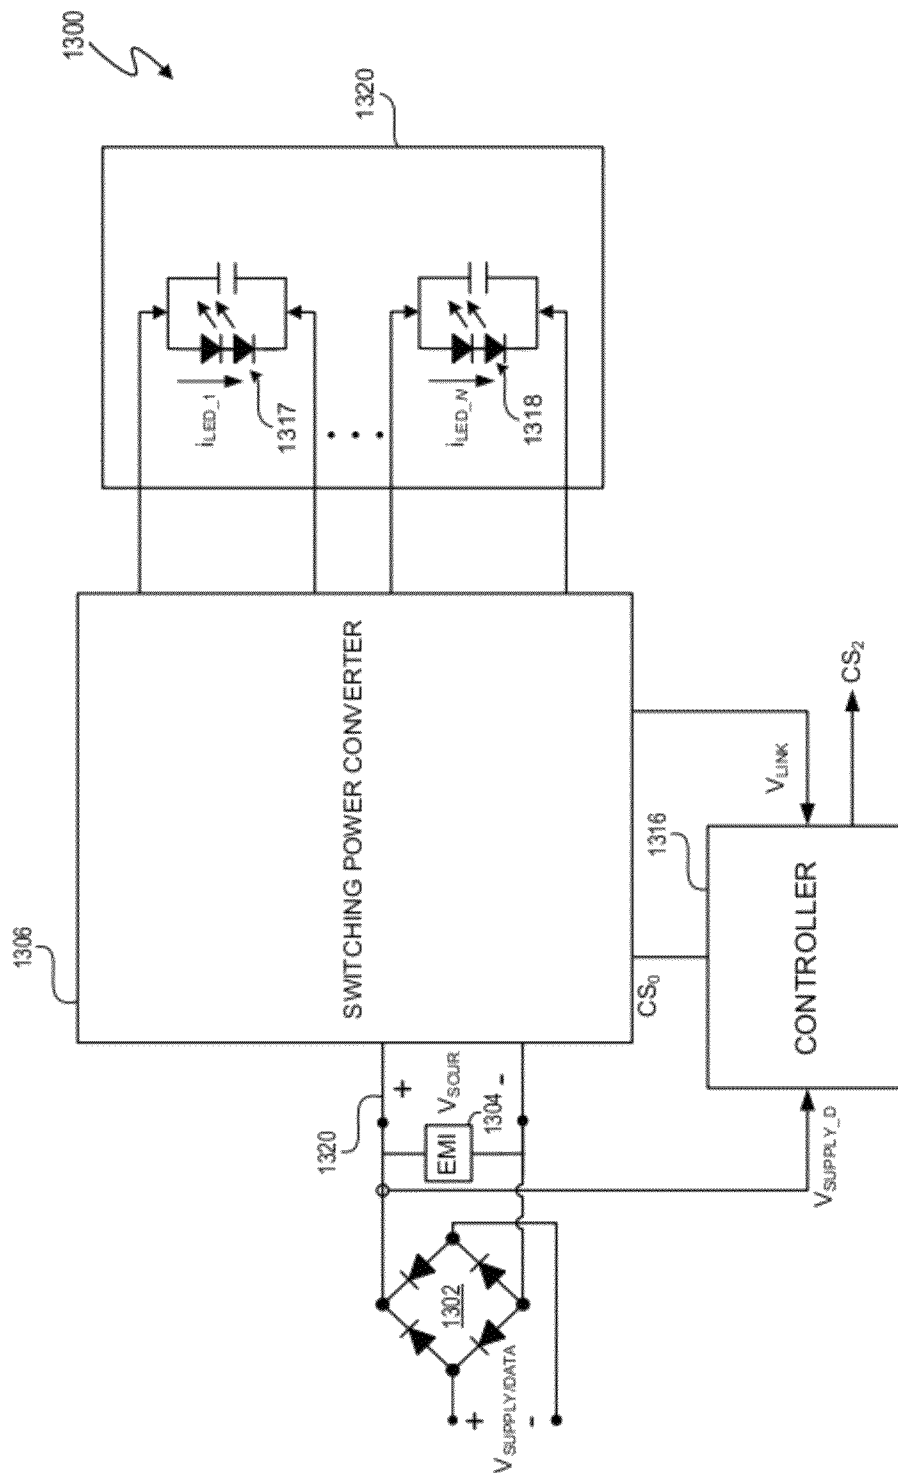 1300
1320
i_LED_1
1317
i_LED_N
1318
. . .
1306
SWITCHING POWER CONVERTER
1320
+
V_SCUR
-
EMI
1304
1302
+
V_SUPPLY/DATA
-
V_SUPPLY_D
CS_0
V_LINK
1316
CONTROLLER
CS_2